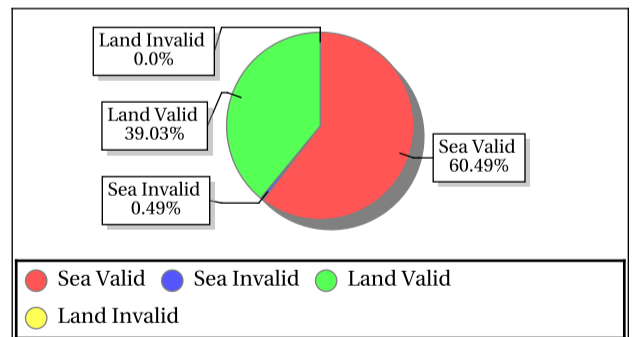 Land Invalid
0.0%
Land Valid
39.03%
Sea Invalid
0.49%
Sea Valid
60.49%
Sea Valid
Sea Invalid
Land Valid
Land Invalid